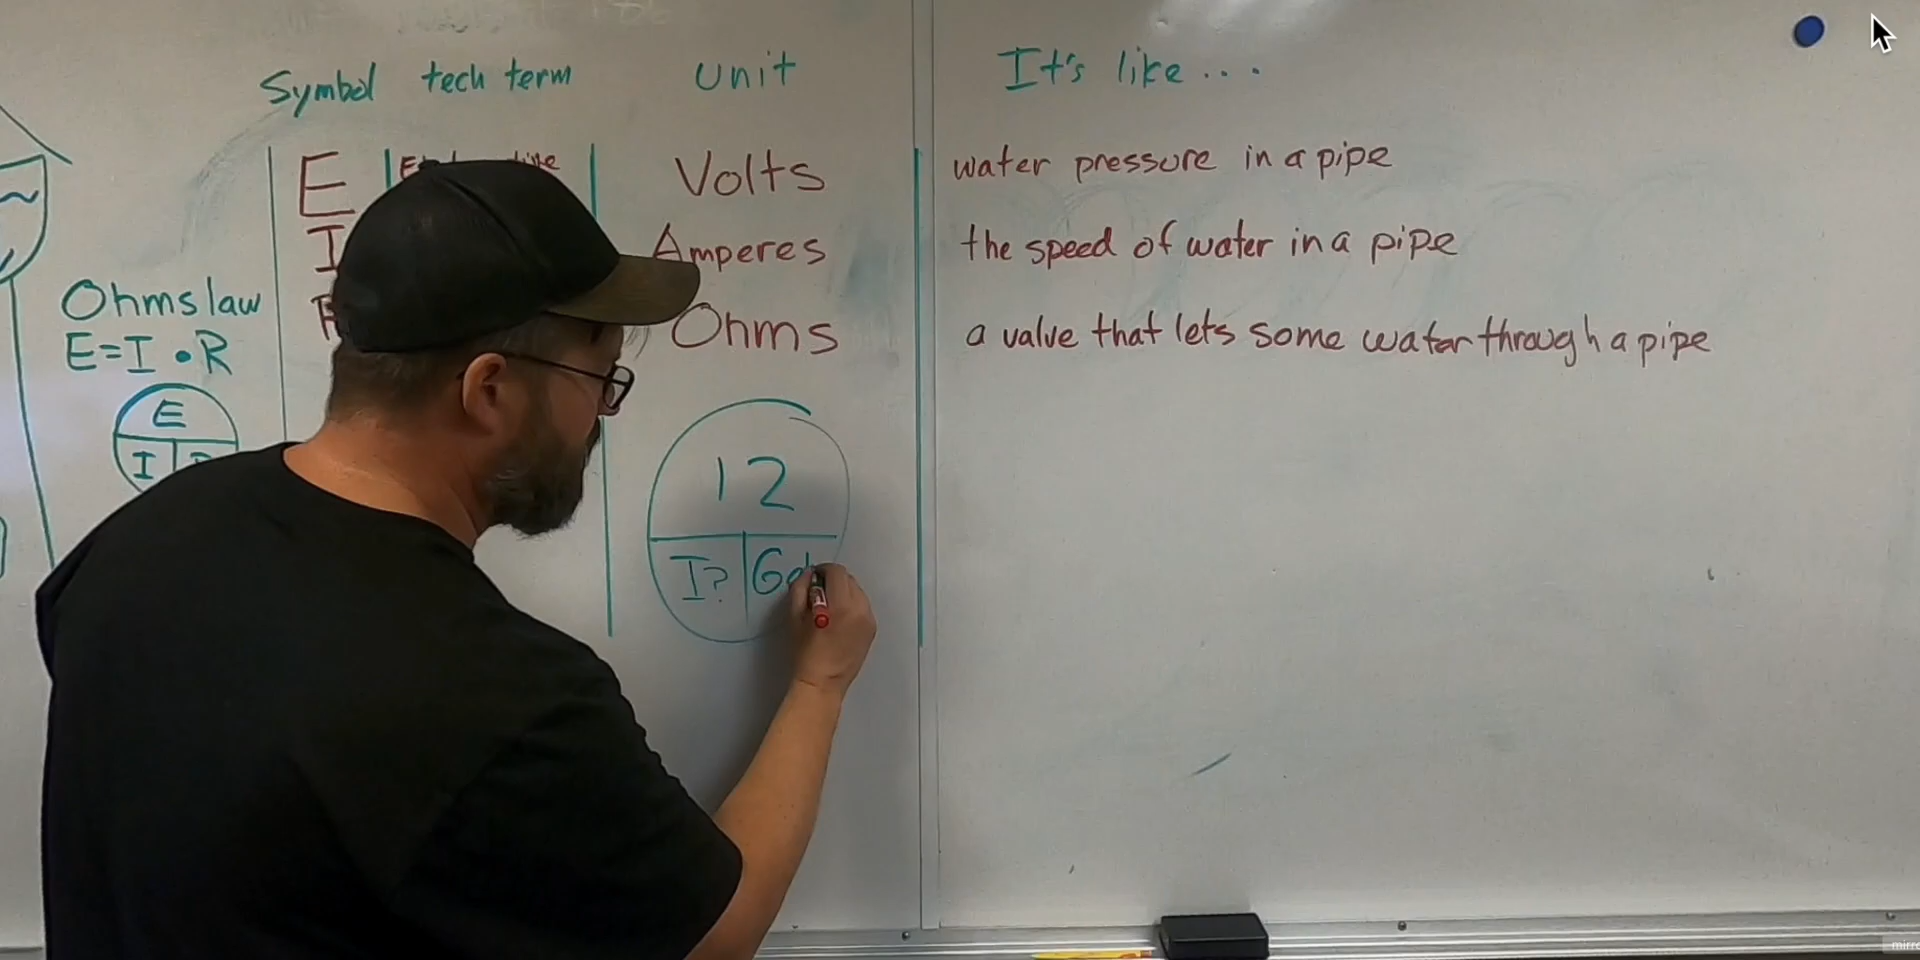 Symbol tech term unit It's like ...
E Volts water pressure in a pipe
I Amperes the speed of water in a pipe
Ohms a valve that lets some water through a pipe
Ohms law
E=I•R
E
I
12
I?